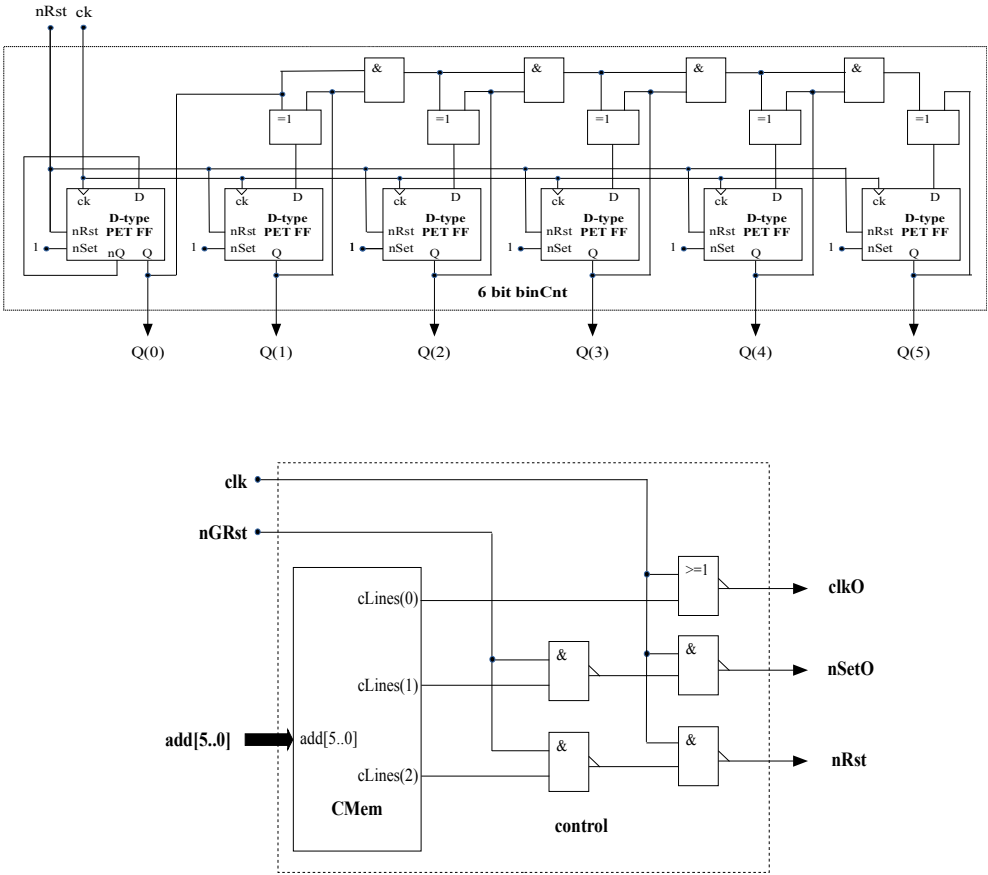 nRst ck
& & & &
=1 =1 =1 =1 =1
ck D ck D ck D ck D ck D ck D
D-type D-type D-type D-type D-type D-type
PET FF PET FF PET FF PET FF PET FF PET FF
nRst nRst nRst nRst nRst nRst
1 nSet 1 nSet 1 nSet 1 nSet 1 nSet 1 nSet
nQ Q Q Q Q Q Q
6 bit binCnt
Q(0) Q(1) Q(2) Q(3) Q(4) Q(5)
clk
nGRst
>=1
clkO
cLines(0)
& &
nSetO
cLines(1)
add[5..0] add[5..0]
& &
nRst
cLines(2)
CMem
control